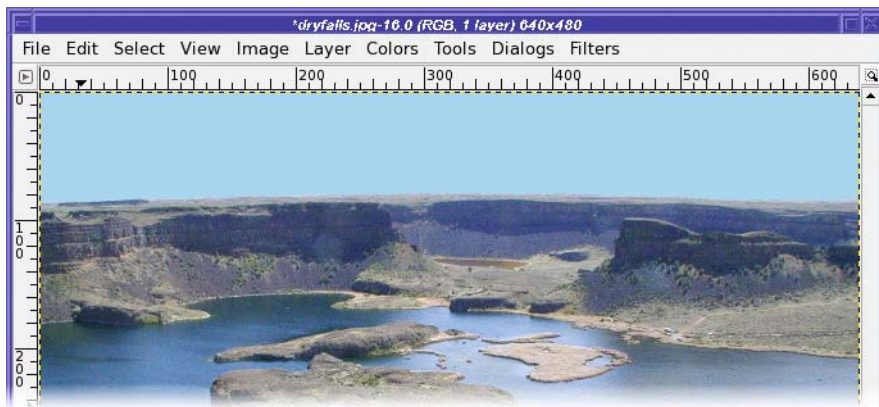 *dryfalls.jpg-16.0 (RGB, 1 layer) 640x480
File Edit Select View Image Layer Colors Tools Dialogs Filters
0 100 200 300 400 500 600
0
100
200